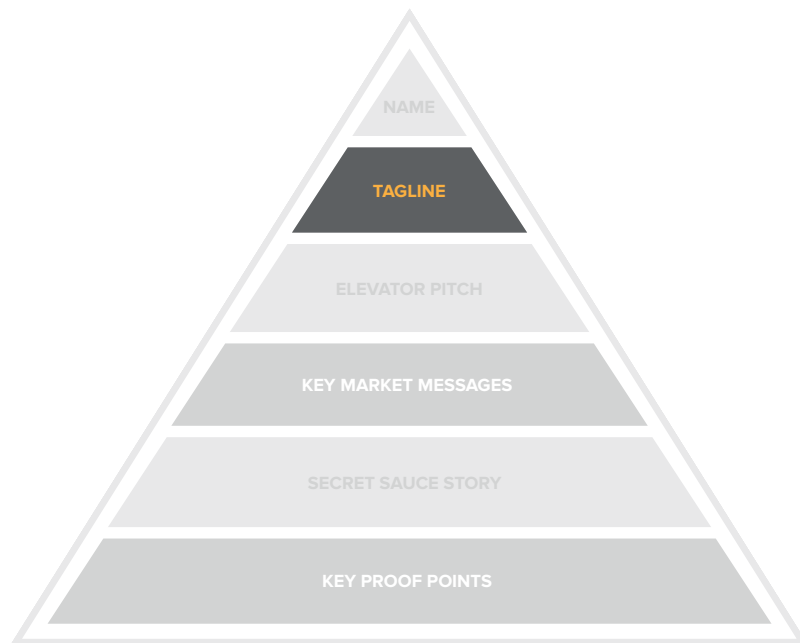 NAME
TAGLINE
ELEVATOR PITCH
KEY MARKET MESSAGES
SECRET SAUCE STORY
KEY PROOF POINTS